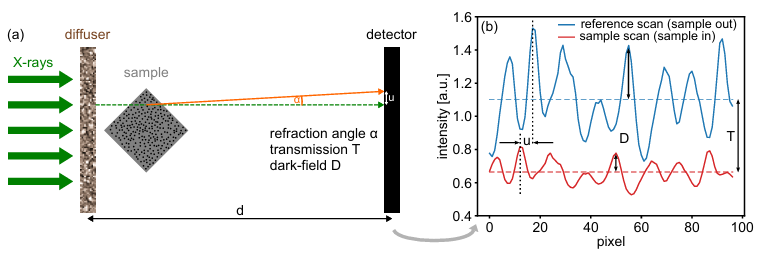 (a)
diffuser
detector
X-rays
sample
α
u
refraction angle α
transmission T
dark-field D
d
(b)
reference scan (sample out)
sample scan (sample in)
intensity [a.u.]
1.6
1.4
1.2
1.0
0.8
0.6
0.4
u
D
T
0
20
40
60
80
100
pixel